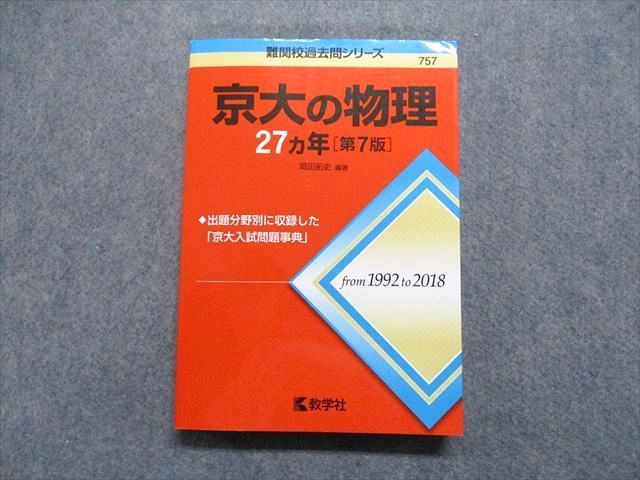 難関校過去問シリーズ
757
京大の物理
27ヵ年[第7版]
岡田拓史 編著
◆出題分野別に収録した
「京大入試問題事典」
from 1992 to 2018
教学社